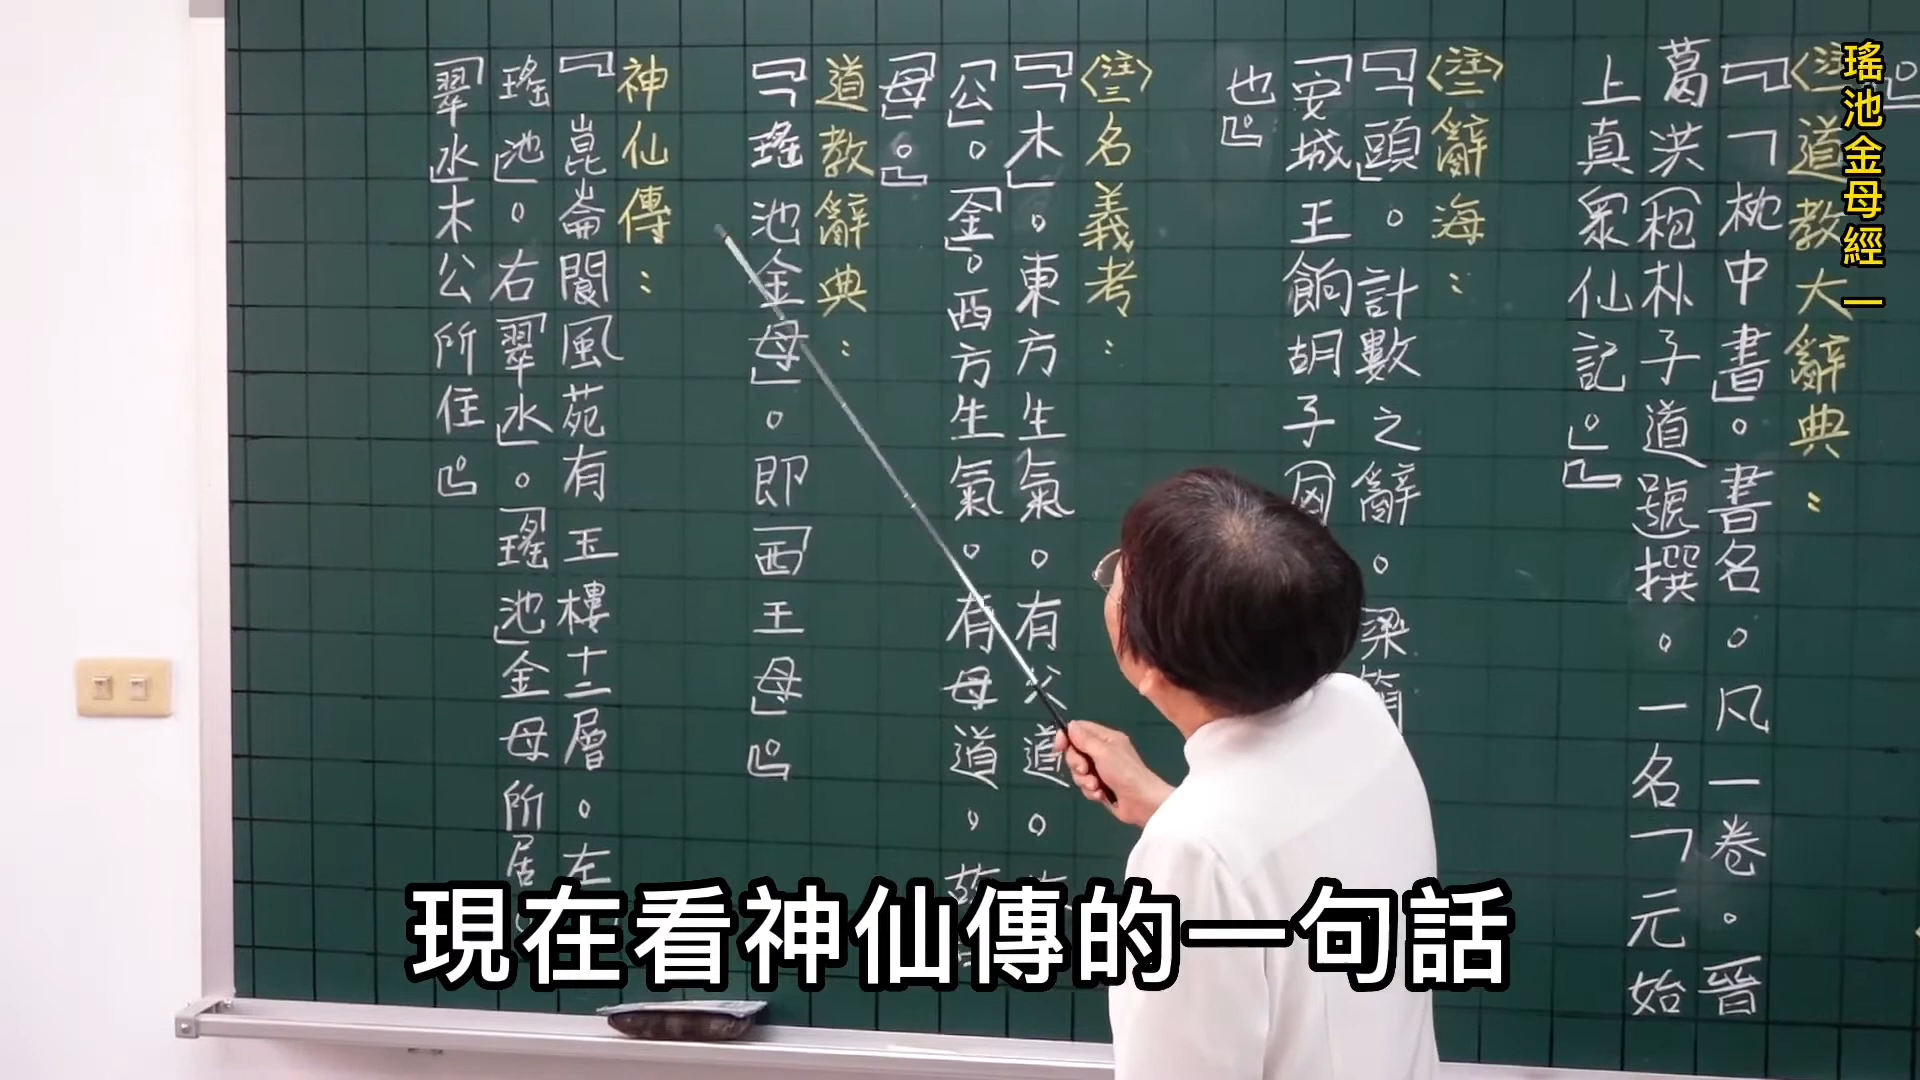 』
〈注一〉道教大辭典：
『「枕中書」。書名。凡一卷。晉
葛洪(枹朴子)道號撰。一名「元始
上真眾仙記」。』
〈注二〉辭海：
『「頭」。計數之辭。梁簡
安城王餉胡子
也』
〈注三〉名義考：
『「木」。東方生氣。有父道。
公」。「金」。西方生氣。有母道。
母」。』
道教辭典：
『「瑤池金母」。即「西王母」』
神仙傳：
『崑崙閬風苑有玉樓十二層。左
瑤池」。右「翠水」。「瑤池」金母所居
「翠水」木公所住。』
瑤池金母經 一
現在看神仙傳的一句話